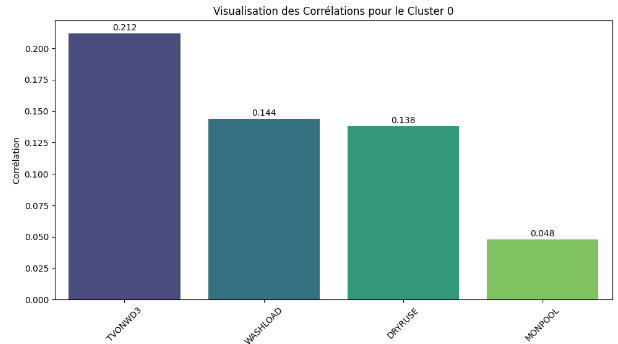 Visualisation des Corrélations pour le Cluster 0
0.212
0.200
0.175
0.150
0.144
0.138
0.125
0.100
0.075
0.050
0.048
0.025
0.000
Corrélation
TVONWD3
WASHLOAD
DRYRUSE
MONPOOL